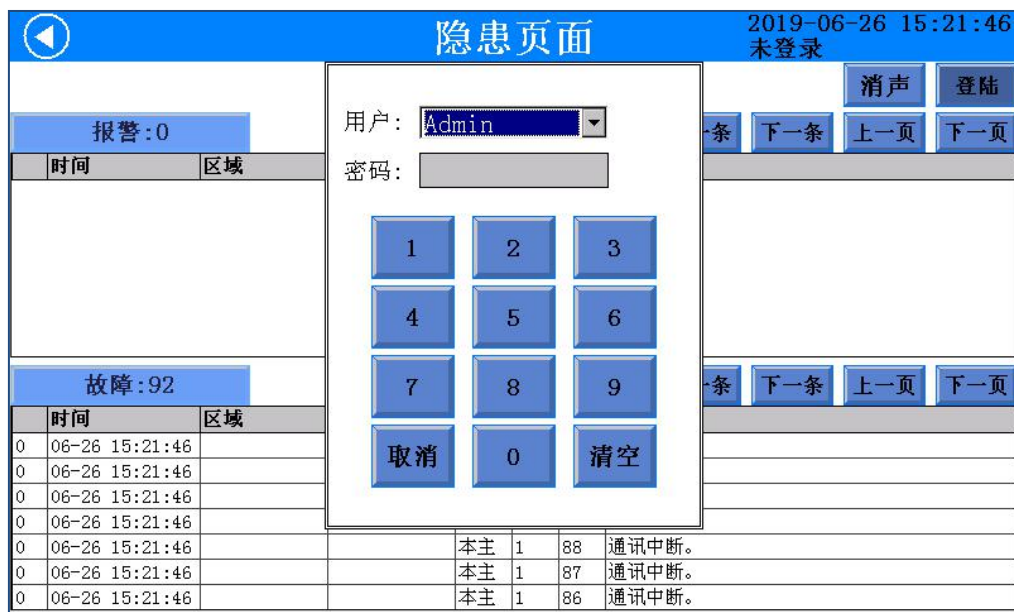 隐患页面
2019-06-26 15:21:46
未登录
消声 登陆
报警:0 条 下一条 上一页 下一页
时间 区域
用户: Admin
密码:
1 2 3
4 5 6
7 8 9
取消 0 清空
故障:92 条 下一条 上一页 下一页
时间 区域
0 06-26 15:21:46
0 06-26 15:21:46
0 06-26 15:21:46
0 06-26 15:21:46
0 06-26 15:21:46 本主 1 88 通讯中断。
0 06-26 15:21:46 本主 1 87 通讯中断。
0 06-26 15:21:46 本主 1 86 通讯中断。